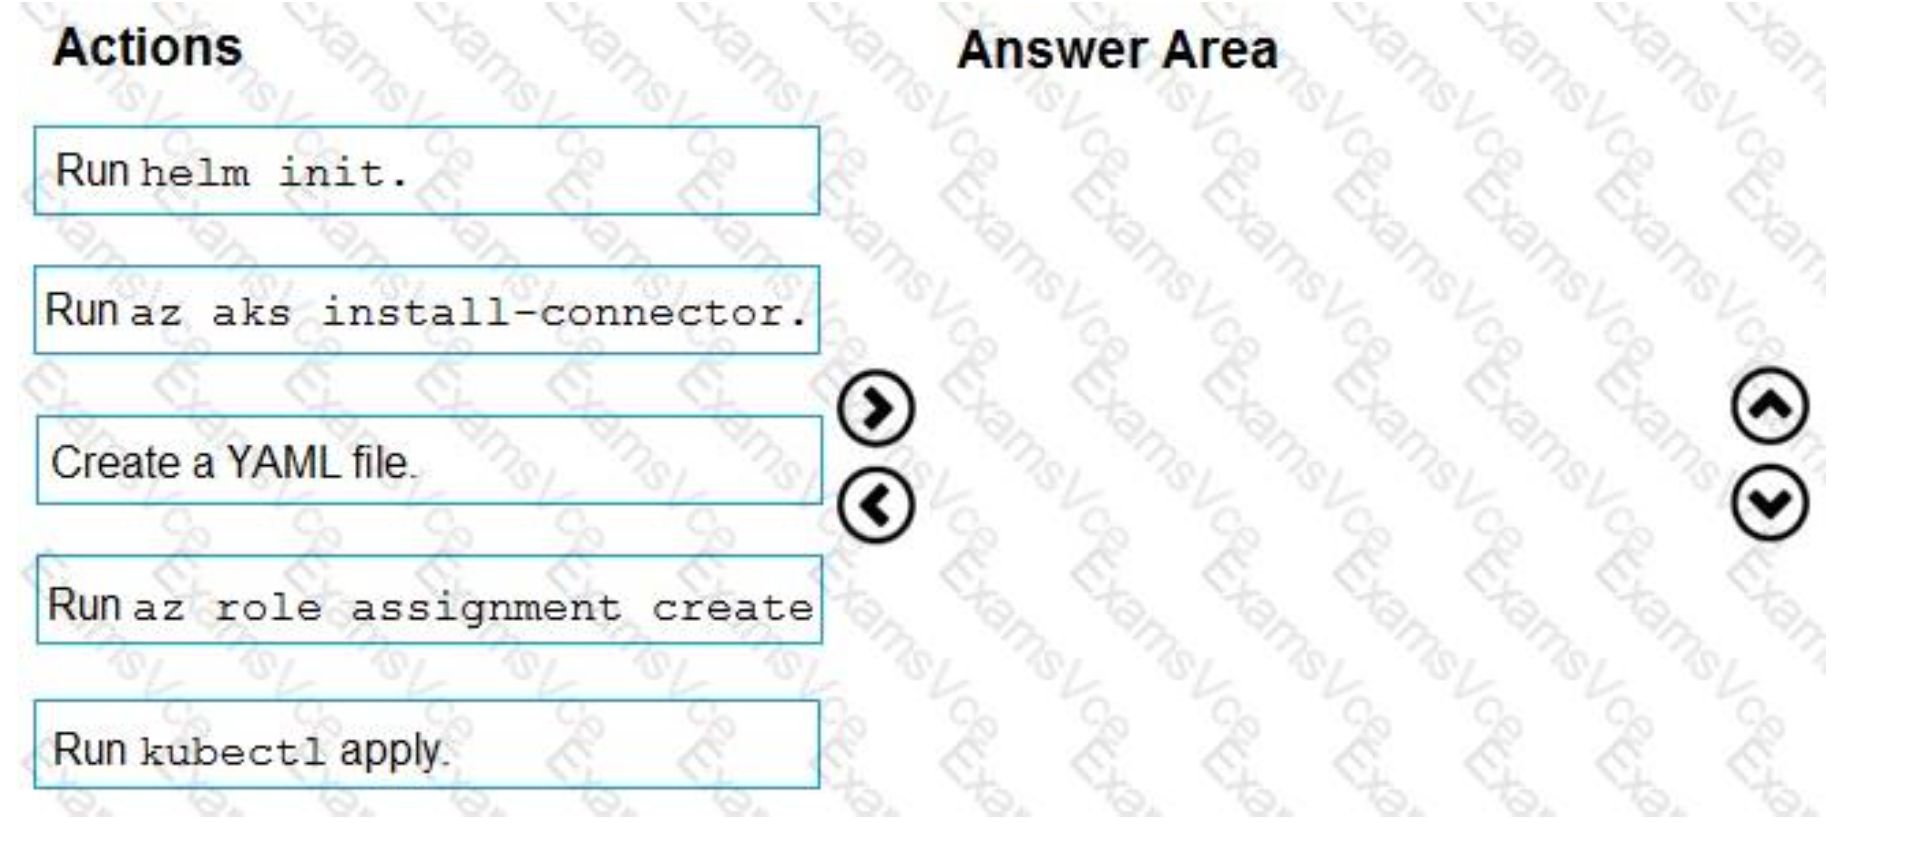 Actions
Answer Area
Run helm init.
Run az aks install-connector.
Create a YAML file.
Run az role assignment create
Run kubectl apply.
ExamsVce